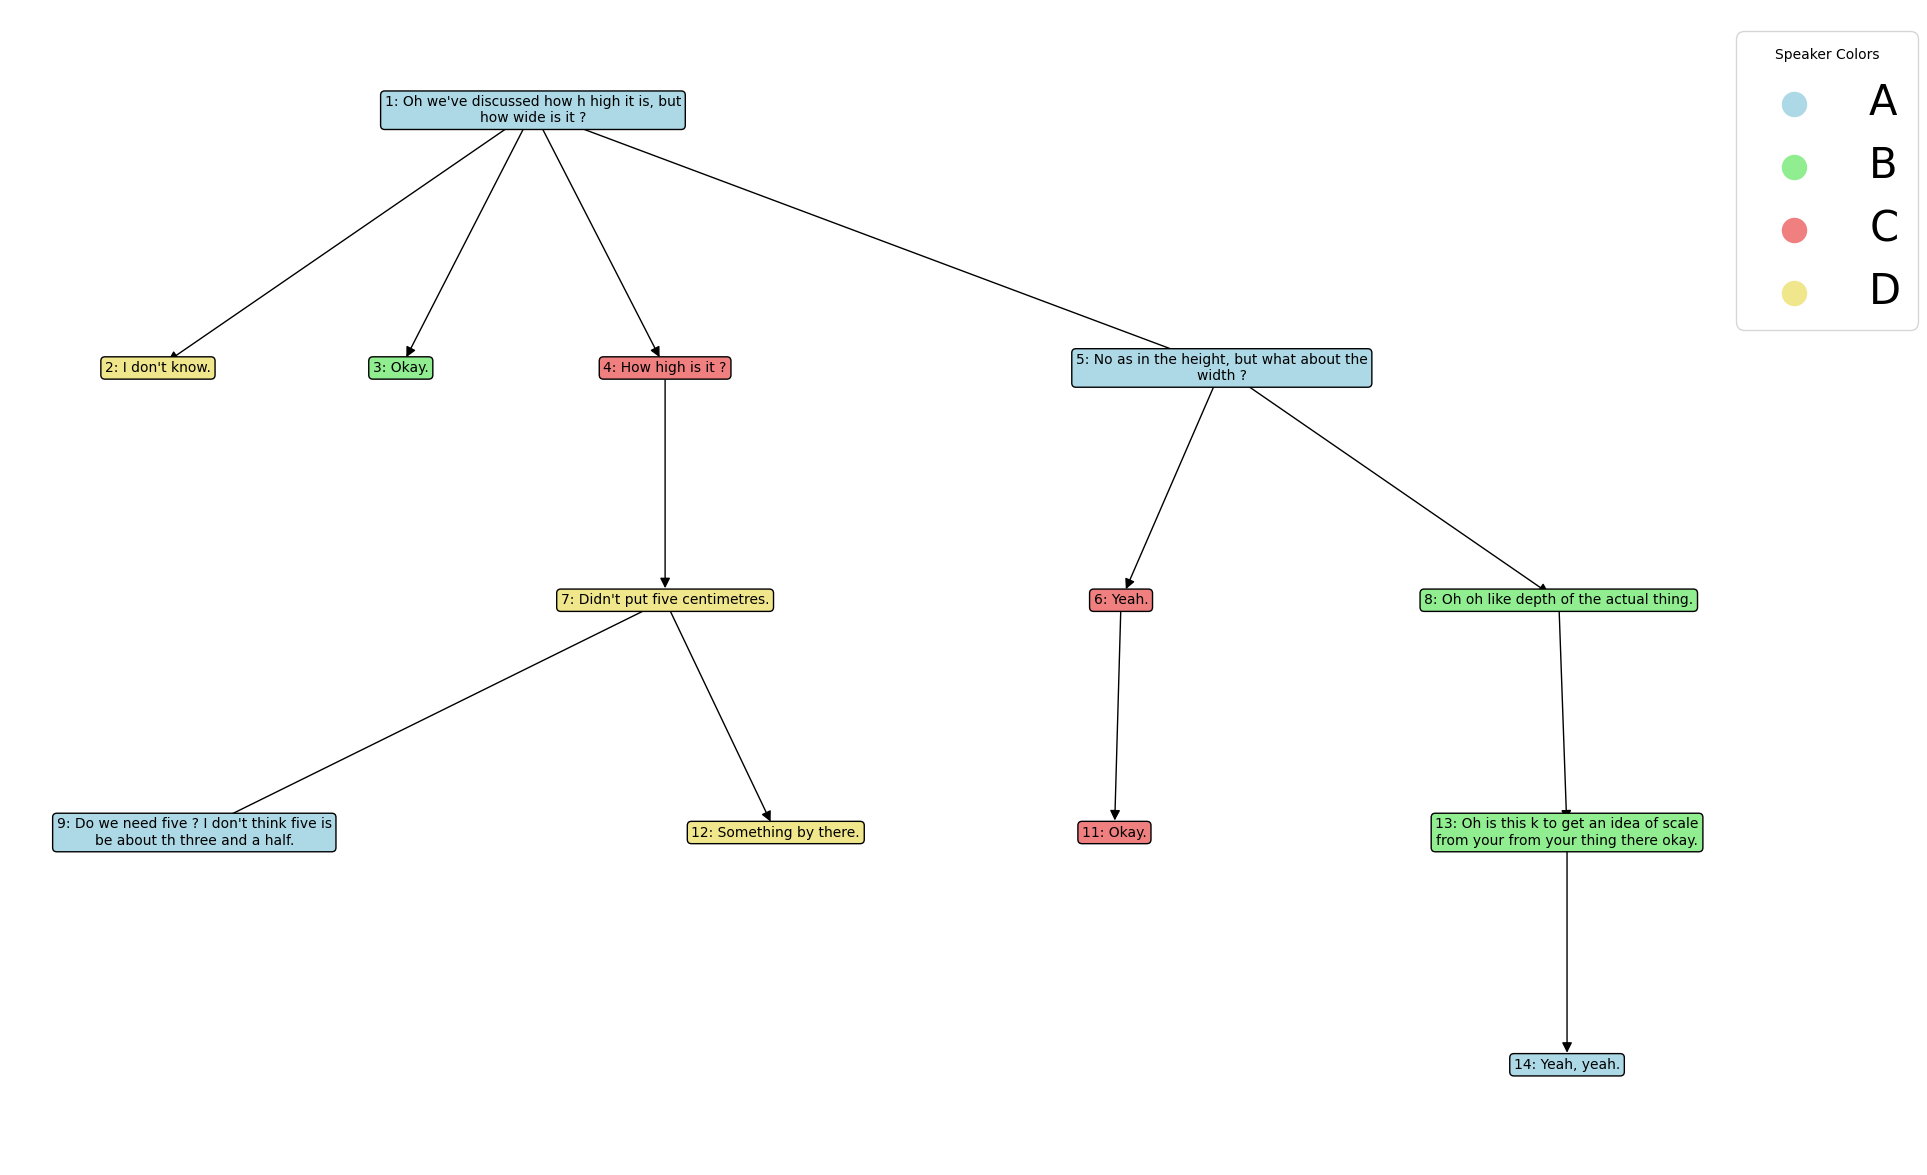 1: Oh we've discussed how h high it is, but
how wide is it ?
2: I don't know.
3: Okay.
4: How high is it ?
5: No as in the height, but what about the
width ?
7: Didn't put five centimetres.
6: Yeah.
8: Oh oh like depth of the actual thing.
9: Do we need five ? I don't think five is
be about th three and a half.
12: Something by there.
11: Okay.
13: Oh is this k to get an idea of scale
from your from your thing there okay.
14: Yeah, yeah.
Speaker Colors
A
B
C
D